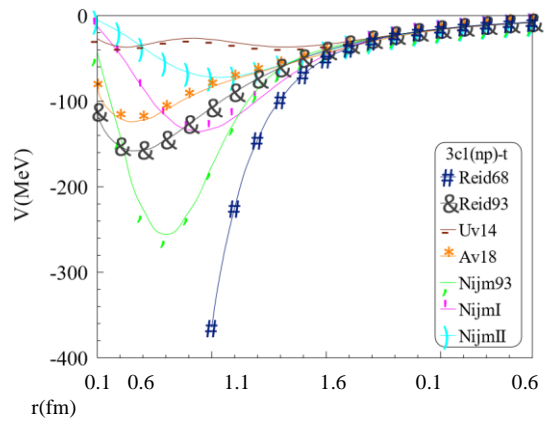 0
-100
-200
-300
-400
V(MeV)
3c1(np)-t
# Reid68
& Reid93
- Uv14
* Av18
, Nijm93
, NijmI
) NijmII
0.1 0.6 1.1 1.6 0.1 0.6
r(fm)